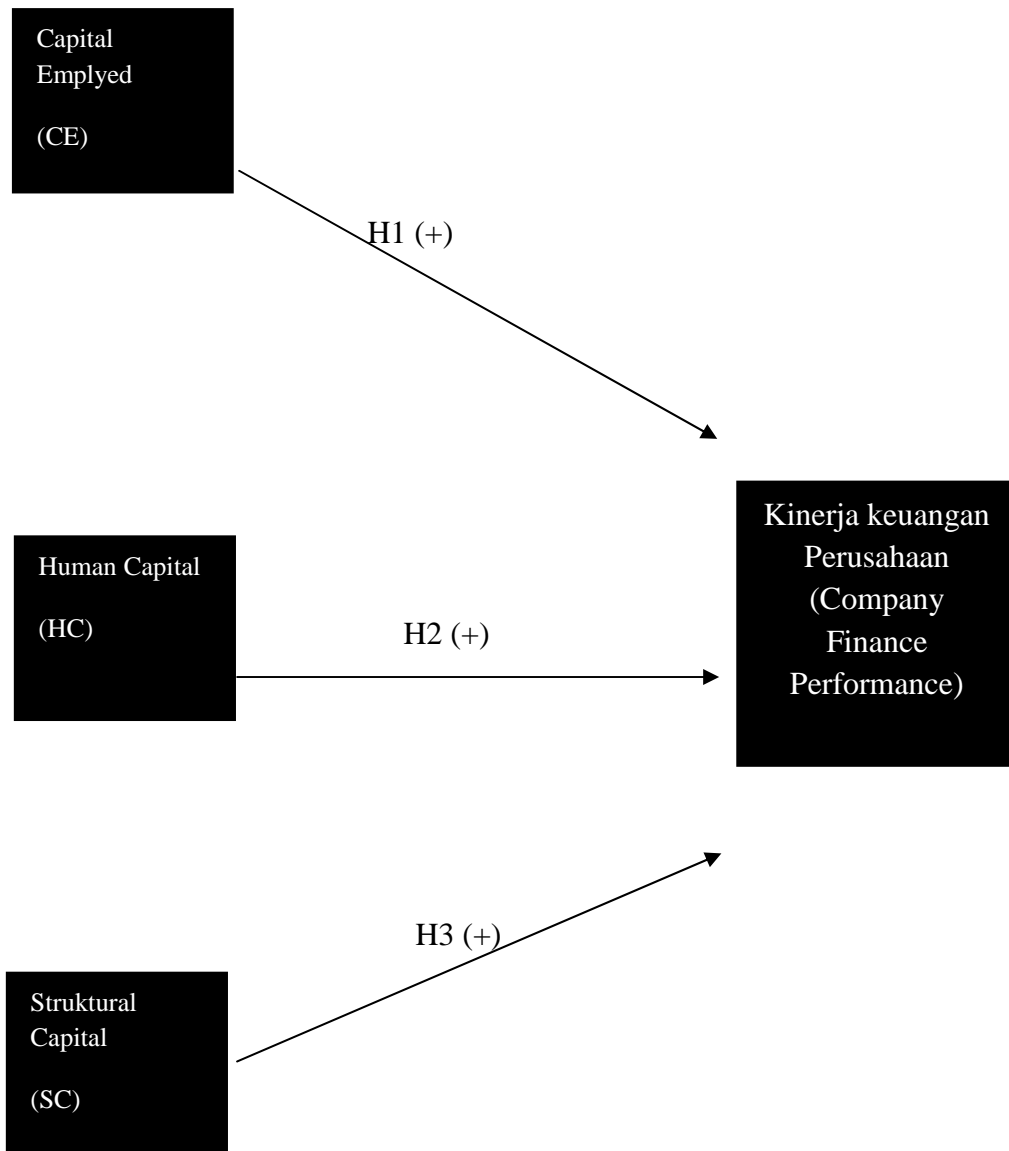 Capital
Emplyed
(CE)
H1 (+)
Human Capital
(HC)
H2 (+)
Kinerja keuangan
Perusahaan
(Company
Finance
Performance)
H3 (+)
Struktural
Capital
(SC)